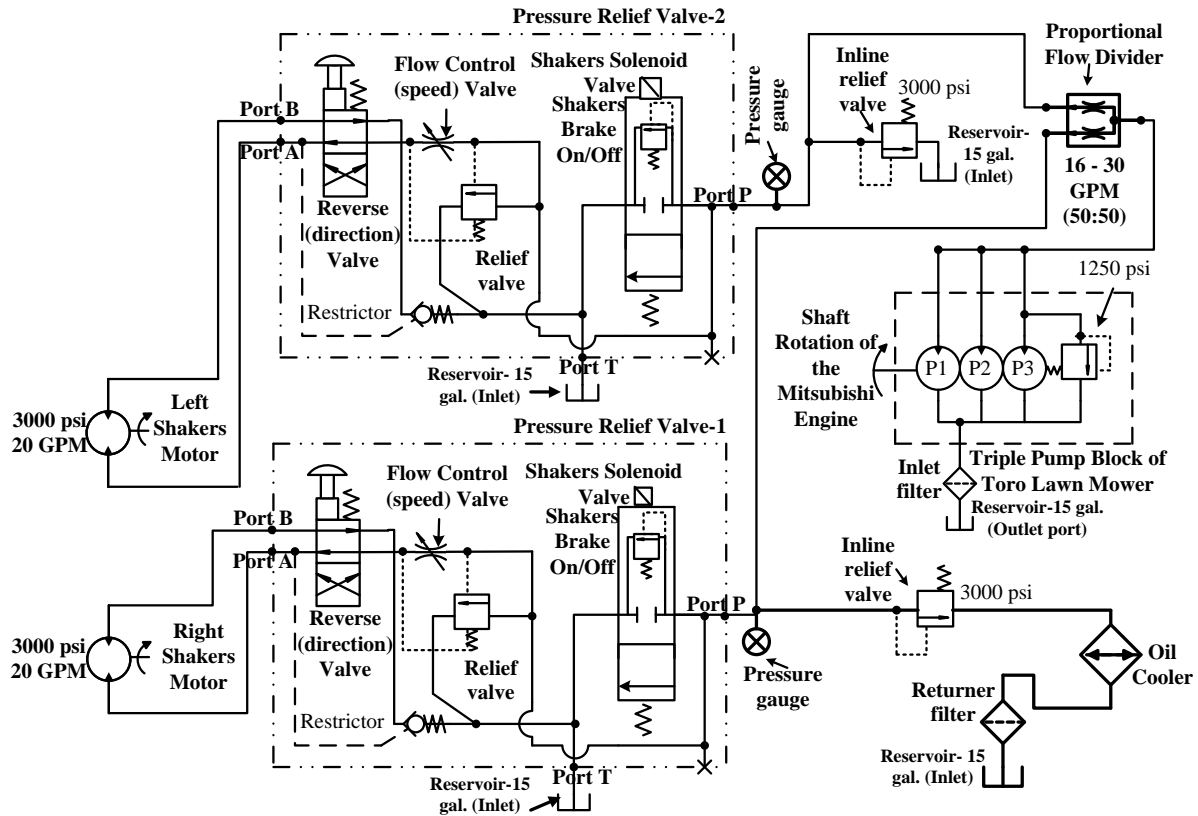 Pressure Relief Valve-2
Flow Control
(speed) Valve
Shakers Solenoid
Valve
Shakers
Brake
On/Off
Port B
Port A
Reverse
(direction)
Valve
Relief
valve
Restrictor
Port P
Port T
Reservoir- 15
gal. (Inlet)
Pressure
gauge
Inline
relief
valve
3000 psi
Reservoir-
15 gal.
(Inlet)
Proportional
Flow Divider
16 - 30
GPM
(50:50)
1250 psi
Shaft
Rotation of
the
Mitsubishi
Engine
P1
P2
P3
Inlet
filter
Triple Pump Block of
Toro Lawn Mower
Reservoir-15 gal.
(Outlet port)
3000 psi
20 GPM
Left
Shakers
Motor
Pressure Relief Valve-1
Flow Control
(speed) Valve
Shakers Solenoid
Valve
Shakers
Brake
On/Off
Port B
Port A
Reverse
(direction)
Valve
Relief
valve
Restrictor
Port P
Port T
Reservoir-15
gal. (Inlet)
Pressure
gauge
3000 psi
20 GPM
Right
Shakers
Motor
Inline
relief
valve
3000 psi
Oil
Cooler
Returner
filter
Reservoir- 15
gal. (Inlet)